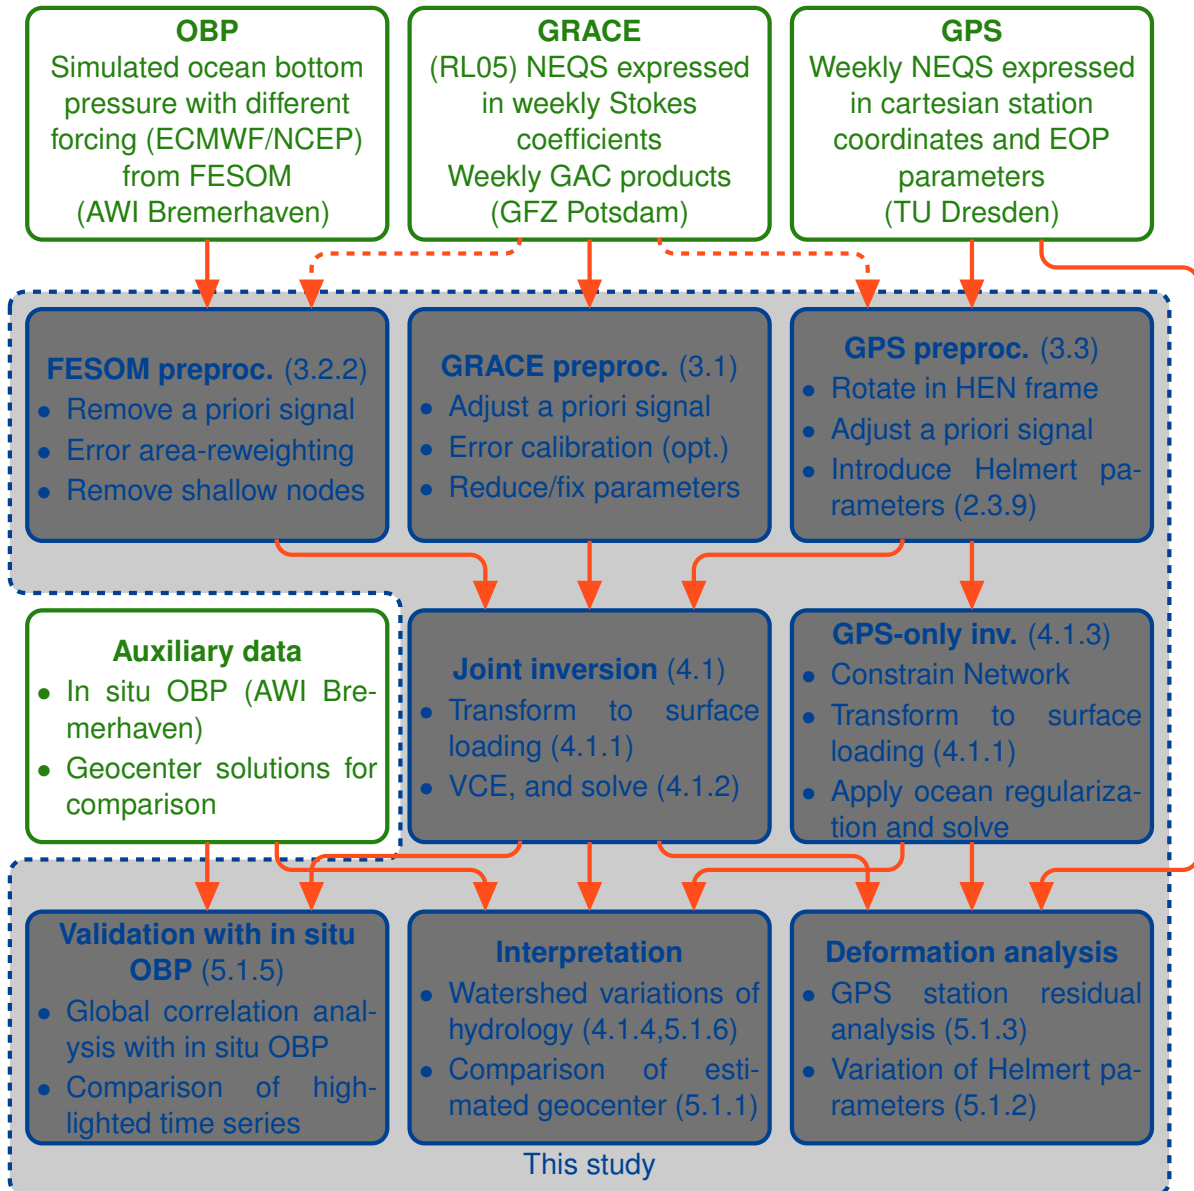 OBP
Simulated ocean bottom
pressure with different
forcing (ECMWF/NCEP)
from FESOM
(AWI Bremerhaven)
GRACE
(RL05) NEQS expressed
in weekly Stokes
coefficients
Weekly GAC products
(GFZ Potsdam)
GPS
Weekly NEQS expressed
in cartesian station
coordinates and EOP
parameters
(TU Dresden)
FESOM preproc. (3.2.2)
• Remove a priori signal
• Error area-reweighting
• Remove shallow nodes
GRACE preproc. (3.1)
• Adjust a priori signal
• Error calibration (opt.)
• Reduce/fix parameters
GPS preproc. (3.3)
• Rotate in HEN frame
• Adjust a priori signal
• Introduce Helmert pa-
rameters (2.3.9)
Auxiliary data
• In situ OBP (AWI Bre-
merhaven)
• Geocenter solutions for
comparison
Joint inversion (4.1)
• Transform to surface
loading (4.1.1)
• VCE, and solve (4.1.2)
GPS-only inv. (4.1.3)
• Constrain Network
• Transform to surface
loading (4.1.1)
• Apply ocean regulariza-
tion and solve
Validation with in situ
OBP (5.1.5)
• Global correlation anal-
ysis with in situ OBP
• Comparison of high-
lighted time series
Interpretation
• Watershed variations of
hydrology (4.1.4,5.1.6)
• Comparison of esti-
mated geocenter (5.1.1)
Deformation analysis
• GPS station residual
analysis (5.1.3)
• Variation of Helmert pa-
rameters (5.1.2)
This study